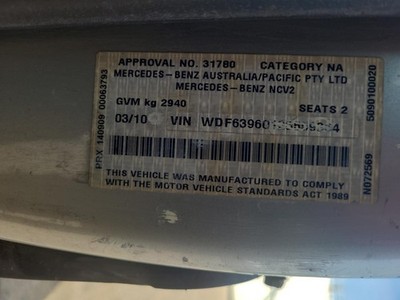 APPROVAL NO. 31780 CATEGORY NA
MERCEDES-BENZ AUSTRALIA/PACIFIC PTY LTD
MERCEDES-BENZ NCV2
GVM kg 2940 SEATS 2
03/10 VIN
THIS VEHICLE WAS MANUFACTURED TO COMPLY
WITH THE MOTOR VEHICLE STANDARDS ACT 1989
PRX 140909 00063793
N072569 5090100020